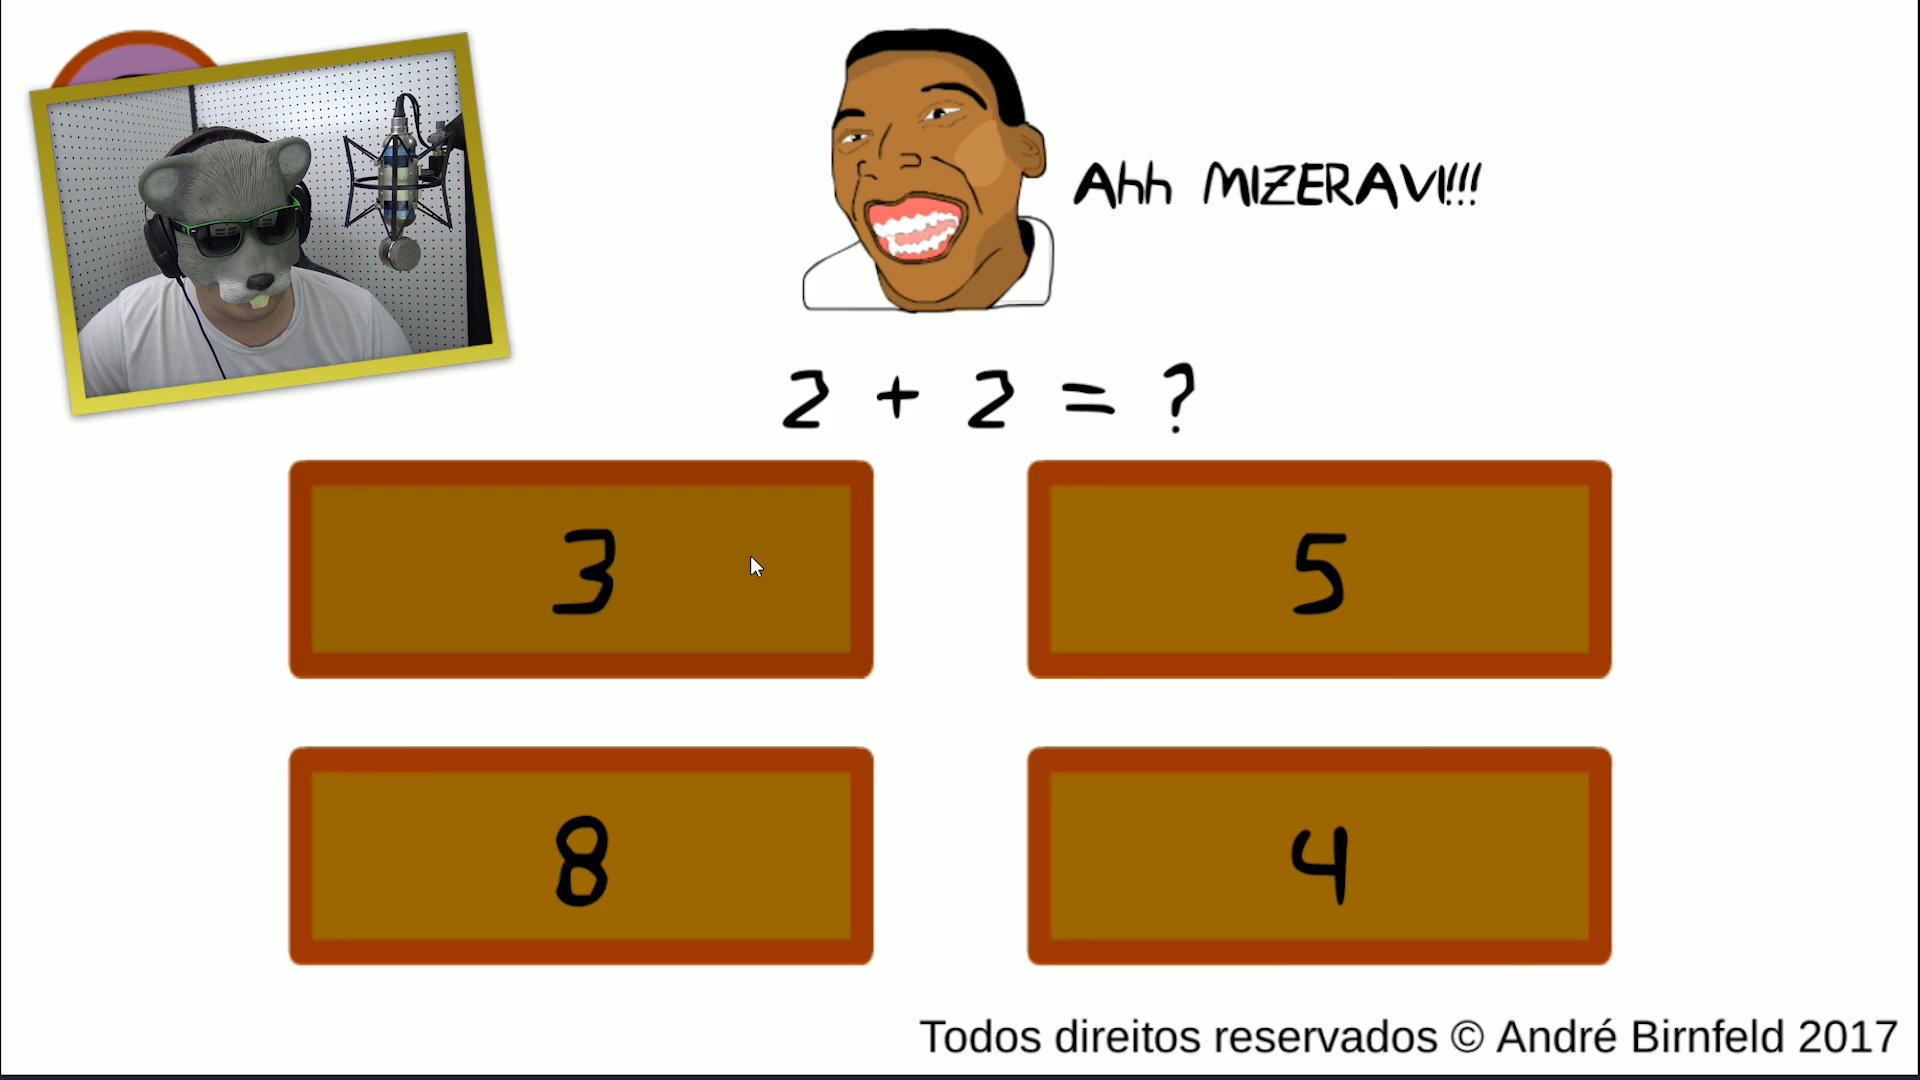 Ahh MIZERAVI!!!
2 + 2 = ?
3
5
8
4
Todos direitos reservados © André Birnfeld 2017